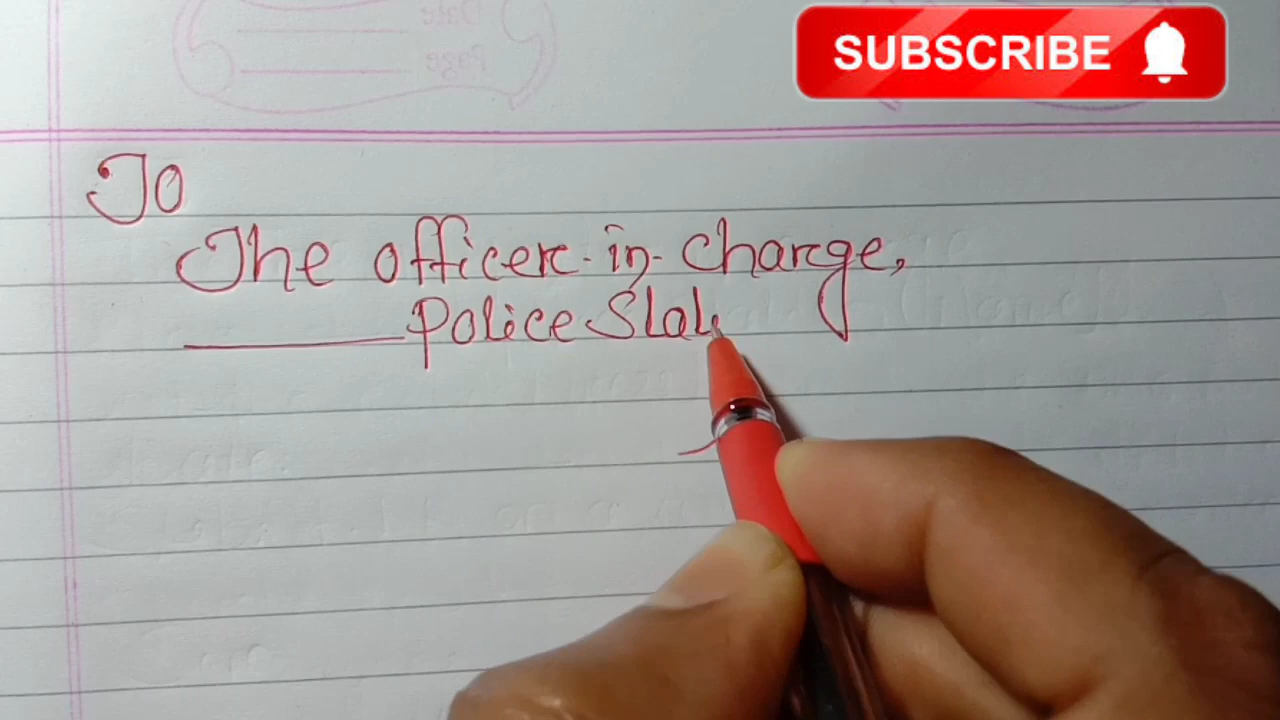 SUBSCRIBE
To
The officer-in-charge,
Police Stat